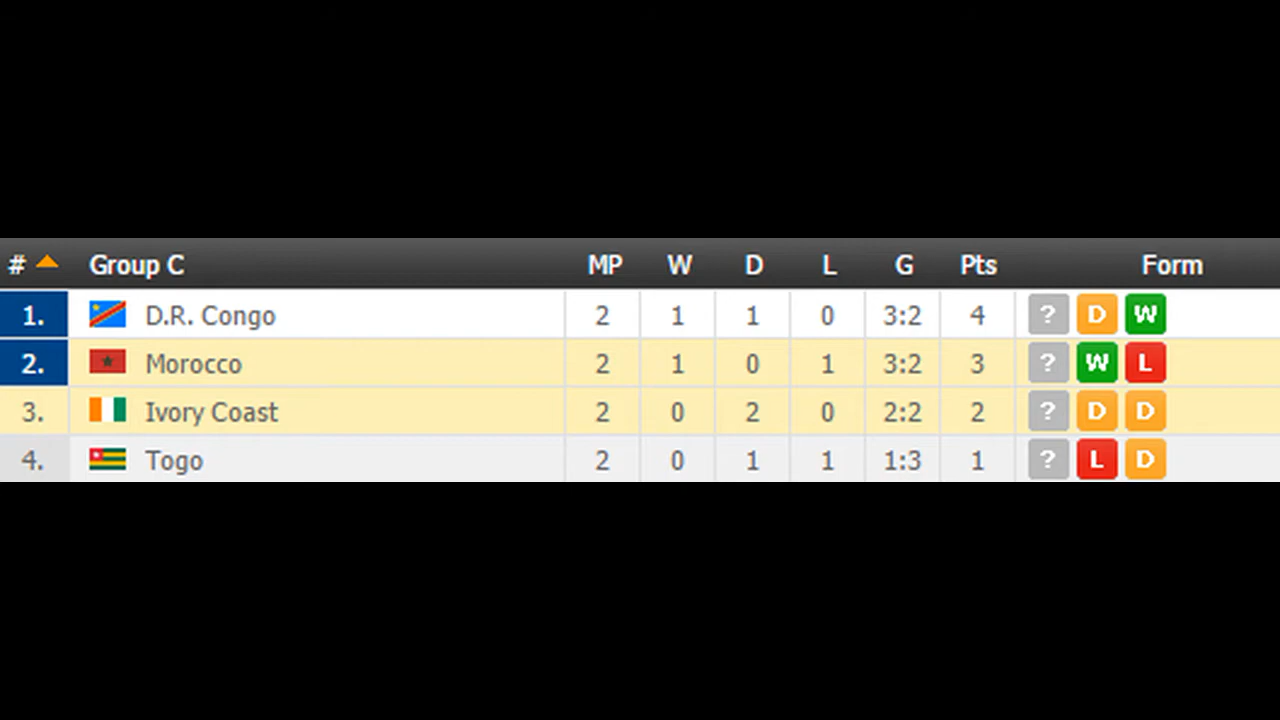 # Group C MP W D L G Pts Form
1. D.R. Congo 2 1 1 0 3:2 4 ? D W
2. Morocco 2 1 0 1 3:2 3 ? W L
3. Ivory Coast 2 0 2 0 2:2 2 ? D D
4. Togo 2 0 1 1 1:3 1 ? L D